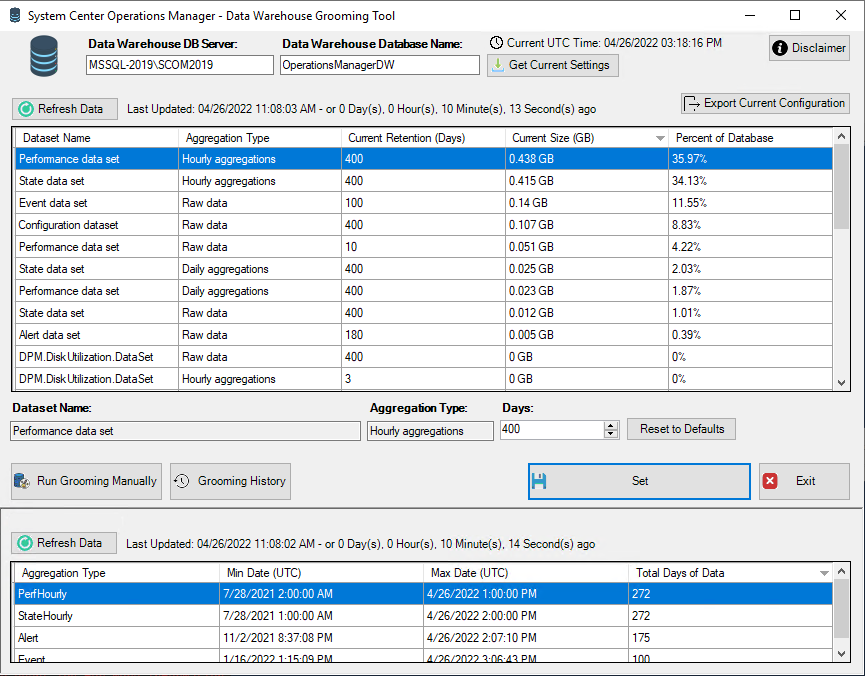 System Center Operations Manager - Data Warehouse Grooming Tool
Data Warehouse DB Server: Data Warehouse Database Name: Current UTC Time: 04/26/2022 03:18:16 PM Disclaimer
MSSQL-2019\SCOM2019 OperationsManagerDW Get Current Settings
Refresh Data Last Updated: 04/26/2022 11:08:03 AM - or 0 Day(s), 0 Hour(s), 10 Minute(s), 13 Second(s) ago Export Current Configuration
Dataset Name Aggregation Type Current Retention (Days) Current Size (GB) Percent of Database
Performance data set Hourly aggregations 400 0.438 GB 35.97%
State data set Hourly aggregations 400 0.415 GB 34.13%
Event data set Raw data 100 0.14 GB 11.55%
Configuration dataset Raw data 400 0.107 GB 8.83%
Performance data set Raw data 10 0.051 GB 4.22%
State data set Daily aggregations 400 0.025 GB 2.03%
Performance data set Daily aggregations 400 0.023 GB 1.87%
State data set Raw data 400 0.012 GB 1.01%
Alert data set Raw data 180 0.005 GB 0.39%
DPM.DiskUtilization.DataSet Raw data 400 0 GB 0%
DPM.DiskUtilization.DataSet Hourly aggregations 3 0 GB 0%
Dataset Name: Aggregation Type: Days:
Performance data set Hourly aggregations 400 Reset to Defaults
Run Grooming Manually Grooming History Set Exit
Refresh Data Last Updated: 04/26/2022 11:08:02 AM - or 0 Day(s), 0 Hour(s), 10 Minute(s), 14 Second(s) ago
Aggregation Type Min Date (UTC) Max Date (UTC) Total Days of Data
PerfHourly 7/28/2021 2:00:00 AM 4/26/2022 1:00:00 PM 272
StateHourly 7/28/2021 1:00:00 AM 4/26/2022 2:00:00 PM 272
Alert 11/2/2021 8:37:08 PM 4/26/2022 2:07:10 PM 175
Event 1/16/2022 1:15:09 PM 4/26/2022 3:06:43 PM 100